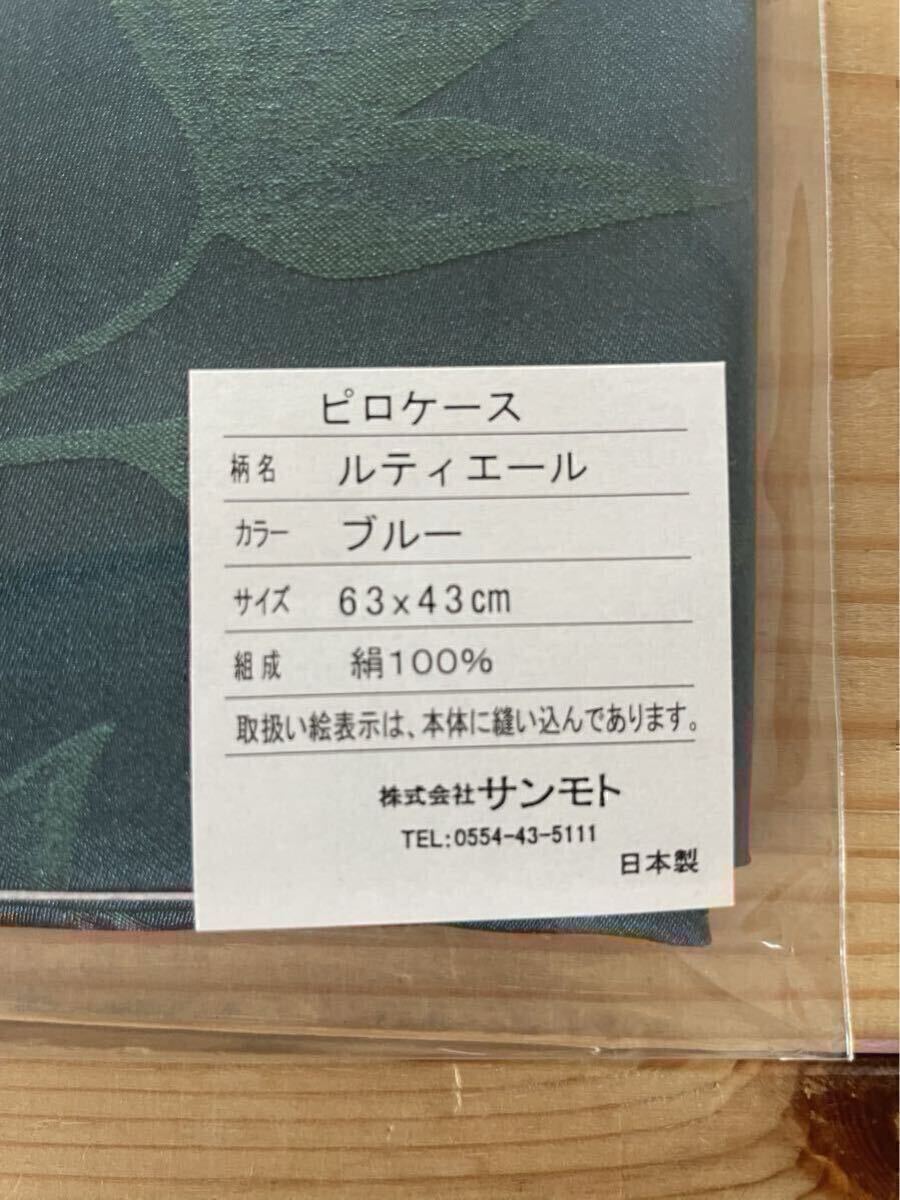 ピロケース
柄名 ルティエール
カラー ブルー
サイズ 63×43cm
組成 絹100%
取扱い絵表示は、本体に縫い込んであります。
株式会社サンモト
TEL:0554-43-5111
日本製